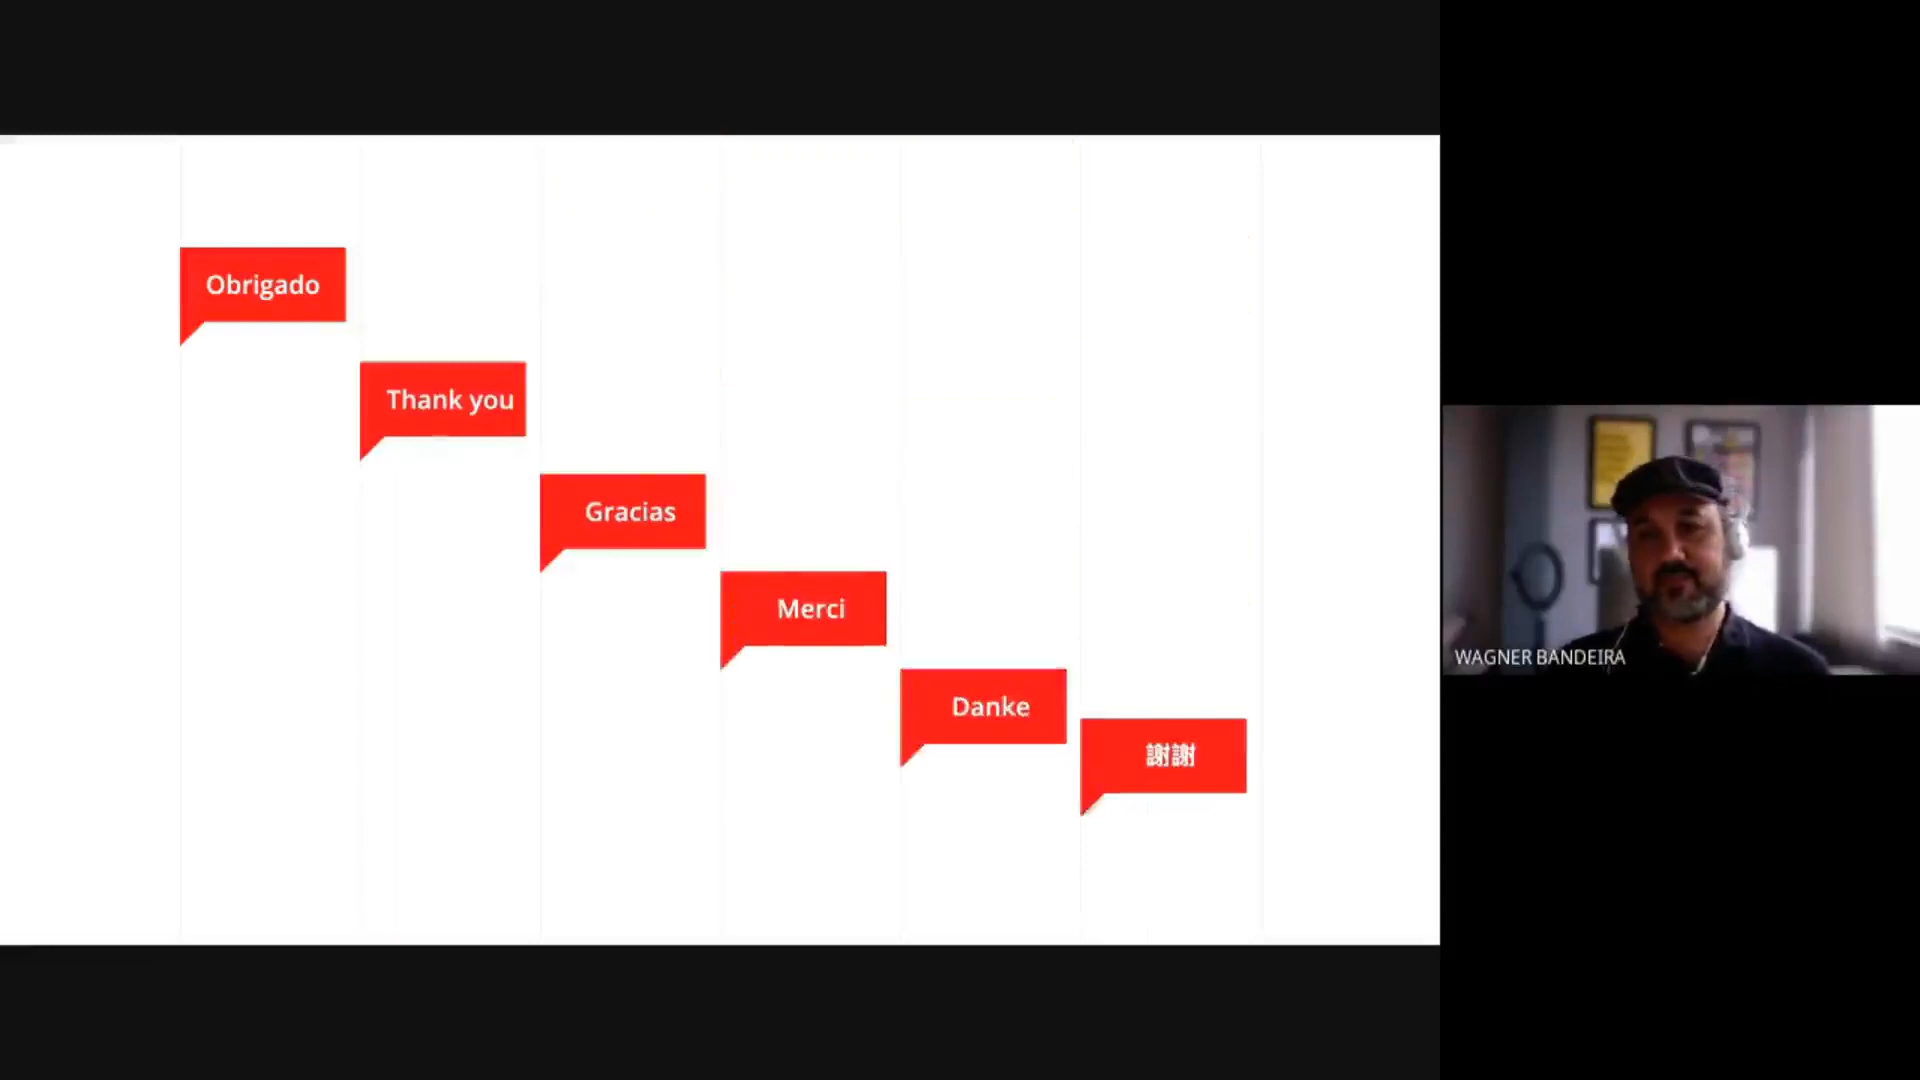 Obrigado
Thank you
Gracias
Merci
Danke
謝謝
WAGNER BANDEIRA